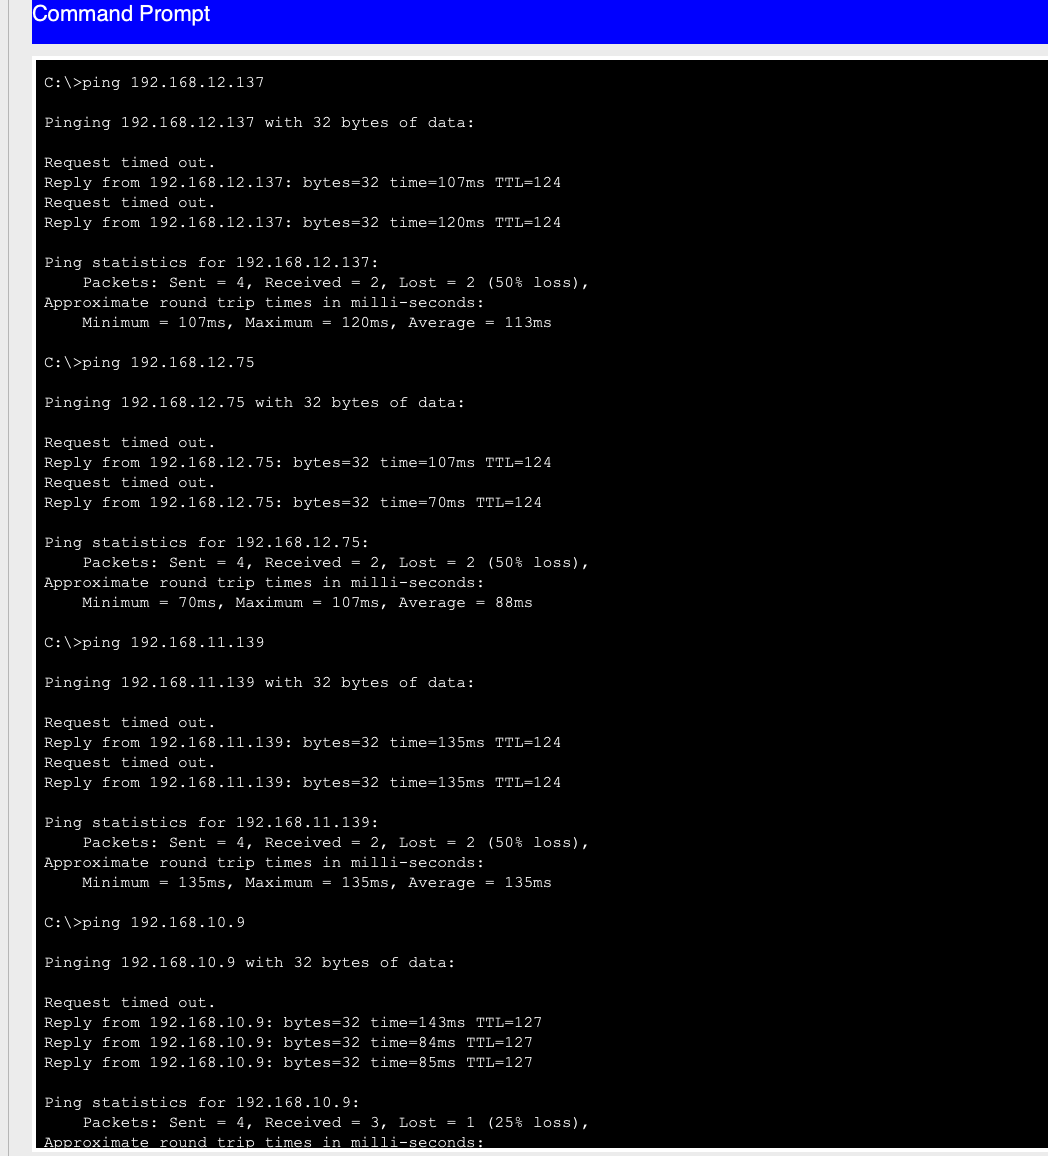 Command Prompt
C:\>ping 192.168.12.137
Pinging 192.168.12.137 with 32 bytes of data:
Request timed out.
Reply from 192.168.12.137: bytes=32 time=107ms TTL=124
Request timed out.
Reply from 192.168.12.137: bytes=32 time=120ms TTL=124
Ping statistics for 192.168.12.137:
    Packets: Sent = 4, Received = 2, Lost = 2 (50% loss),
Approximate round trip times in milli-seconds:
    Minimum = 107ms, Maximum = 120ms, Average = 113ms
C:\>ping 192.168.12.75
Pinging 192.168.12.75 with 32 bytes of data:
Request timed out.
Reply from 192.168.12.75: bytes=32 time=107ms TTL=124
Request timed out.
Reply from 192.168.12.75: bytes=32 time=70ms TTL=124
Ping statistics for 192.168.12.75:
    Packets: Sent = 4, Received = 2, Lost = 2 (50% loss),
Approximate round trip times in milli-seconds:
    Minimum = 70ms, Maximum = 107ms, Average = 88ms
C:\>ping 192.168.11.139
Pinging 192.168.11.139 with 32 bytes of data:
Request timed out.
Reply from 192.168.11.139: bytes=32 time=135ms TTL=124
Request timed out.
Reply from 192.168.11.139: bytes=32 time=135ms TTL=124
Ping statistics for 192.168.11.139:
    Packets: Sent = 4, Received = 2, Lost = 2 (50% loss),
Approximate round trip times in milli-seconds:
    Minimum = 135ms, Maximum = 135ms, Average = 135ms
C:\>ping 192.168.10.9
Pinging 192.168.10.9 with 32 bytes of data:
Request timed out.
Reply from 192.168.10.9: bytes=32 time=143ms TTL=127
Reply from 192.168.10.9: bytes=32 time=84ms TTL=127
Reply from 192.168.10.9: bytes=32 time=85ms TTL=127
Ping statistics for 192.168.10.9:
    Packets: Sent = 4, Received = 3, Lost = 1 (25% loss),
Approximate round trip times in milli-seconds: